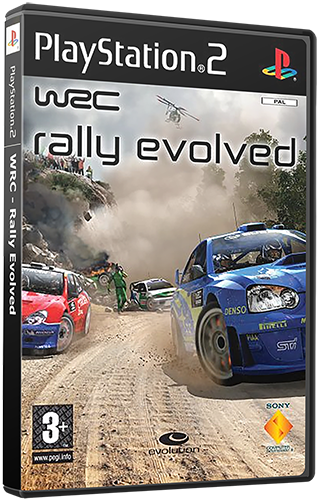 PlayStation®2
PlayStation®2
WRC - Rally Evolved
PAL
WRC
rally evolved
PIRELLI
STi
3+
www.pegi.info
evolution
SONY